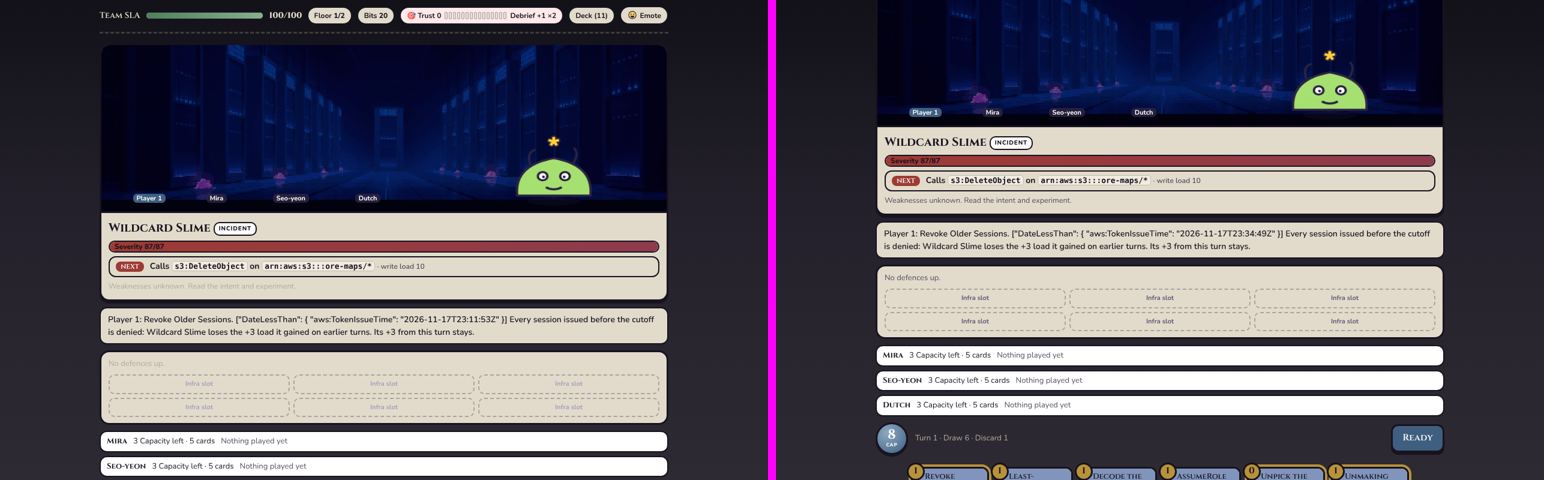 Team SLA 100/100 Floor 1/2 Bits 20 Trust 0 Debrief +1 ×2 Deck (11) Emote
Player 1 Mira Seo-yeon Dutch
Wildcard Slime INCIDENT
Severity 87/87
NEXT Calls s3:DeleteObject on arn:aws:s3:::ore-maps/* · write load 10
Weaknesses unknown. Read the intent and experiment.
Player 1: Revoke Older Sessions. ["DateLessThan": { "aws:TokenIssueTime": "2026-11-17T23:11:53Z" }] Every session issued before the cutoff
is denied: Wildcard Slime loses the +3 load it gained on earlier turns. Its +3 from this turn stays.
No defences up.
Infra slot Infra slot Infra slot
Infra slot Infra slot Infra slot
Mira 3 Capacity left · 5 cards Nothing played yet
Seo-yeon 3 Capacity left · 5 cards Nothing played yet
Player 1 Mira Seo-yeon Dutch
Wildcard Slime INCIDENT
Severity 87/87
NEXT Calls s3:DeleteObject on arn:aws:s3:::ore-maps/* · write load 10
Weaknesses unknown. Read the intent and experiment.
Player 1: Revoke Older Sessions. ["DateLessThan": { "aws:TokenIssueTime": "2026-11-17T23:34:49Z" }] Every session issued before the cutoff
is denied: Wildcard Slime loses the +3 load it gained on earlier turns. Its +3 from this turn stays.
No defences up.
Infra slot Infra slot Infra slot
Infra slot Infra slot Infra slot
Mira 3 Capacity left · 5 cards Nothing played yet
Seo-yeon 3 Capacity left · 5 cards Nothing played yet
Dutch 3 Capacity left · 5 cards Nothing played yet
8 CAP Turn 1 · Draw 6 · Discard 1 Ready
1 Revoke 1 Least- 1 Decode the 1 AssumeRole 0 Unpick the 1 Unmaking